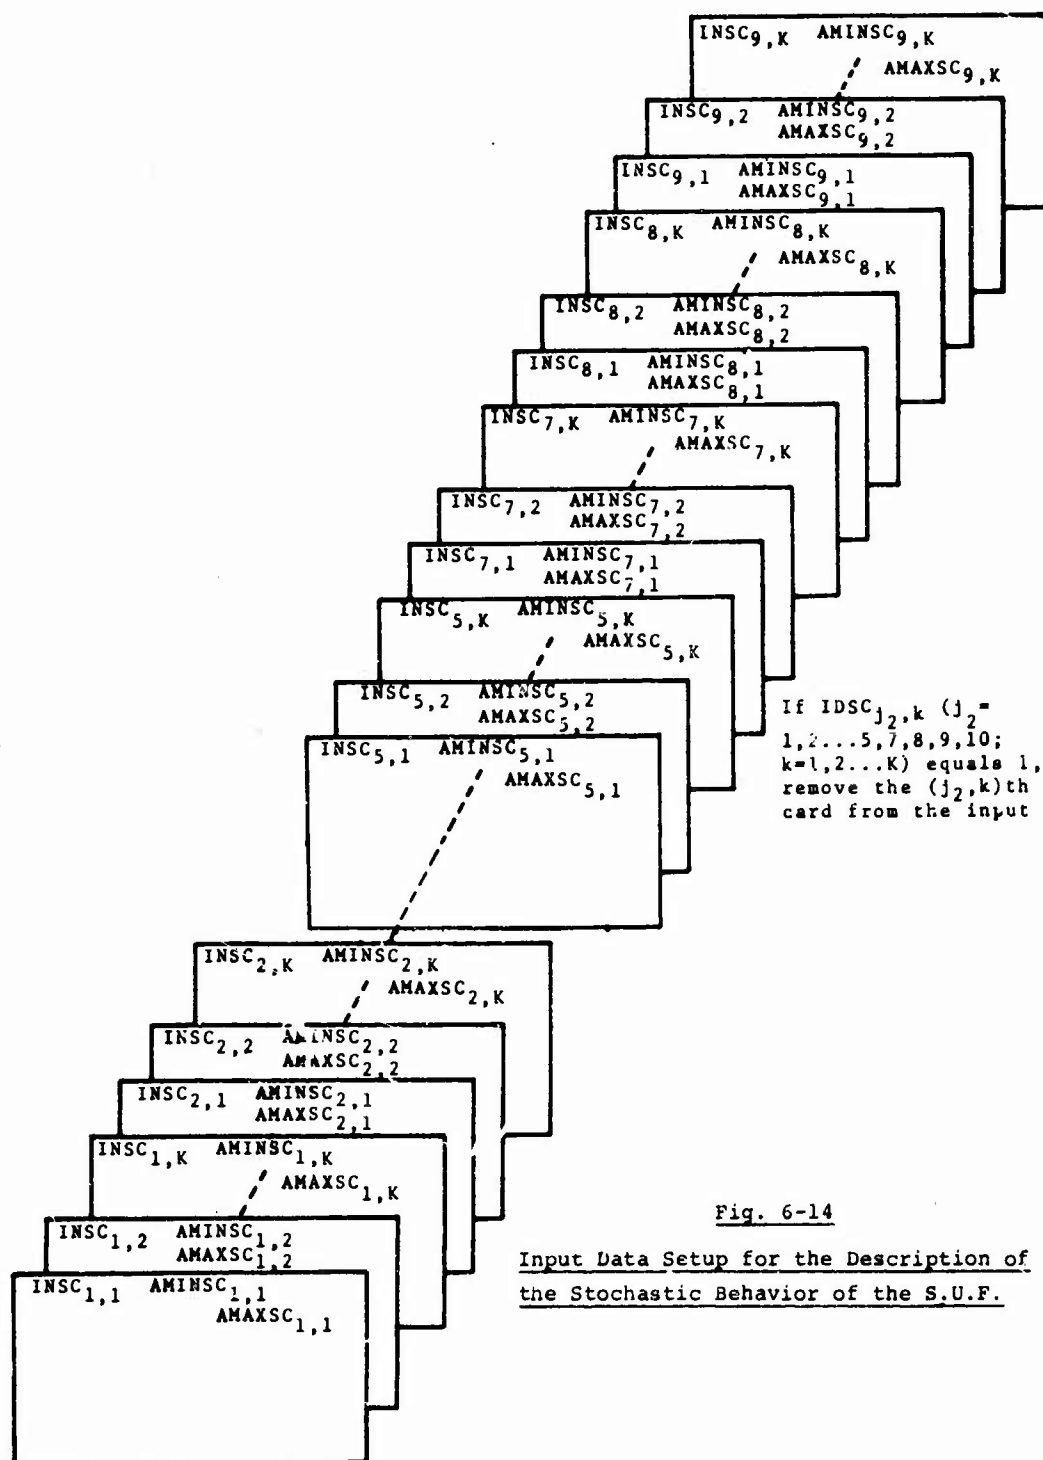 INSC9,K AMINSC9,K
AMAXSC9,K
INSC9,2 AMINSC9,2
AMAXSC9,2
INSC9,1 AMINSC9,1
AMAXSC9,1
INSC8,K AMINSC8,K
AMAXSC8,K
INSC8,2 AMINSC8,2
AMAXSC8,2
INSC8,1 AMINSC8,1
AMAXSC8,1
INSC7,K AMINSC7,K
AMAXSC7,K
INSC7,2 AMINSC7,2
AMAXSC7,2
INSC7,1 AMINSC7,1
AMAXSC7,1
INSC5,K AMINSC5,K
AMAXSC5,K
INSC5,2 AMINSC5,2
AMAXSC5,2
INSC5,1 AMINSC5,1
AMAXSC5,1
If IDSCj2,k (j2=
1,2...5,7,8,9,10;
k=1,2...K) equals 1,
remove the (j2,k)th
card from the input
INSC2,K AMINSC2,K
AMAXSC2,K
INSC2,2 AMINSC2,2
AMAXSC2,2
INSC2,1 AMINSC2,1
AMAXSC2,1
INSC1,K AMINSC1,K
AMAXSC1,K
INSC1,2 AMINSC1,2
AMAXSC1,2
INSC1,1 AMINSC1,1
AMAXSC1,1
Fig. 6-14
Input Data Setup for the Description of
the Stochastic Behavior of the S.U.F.